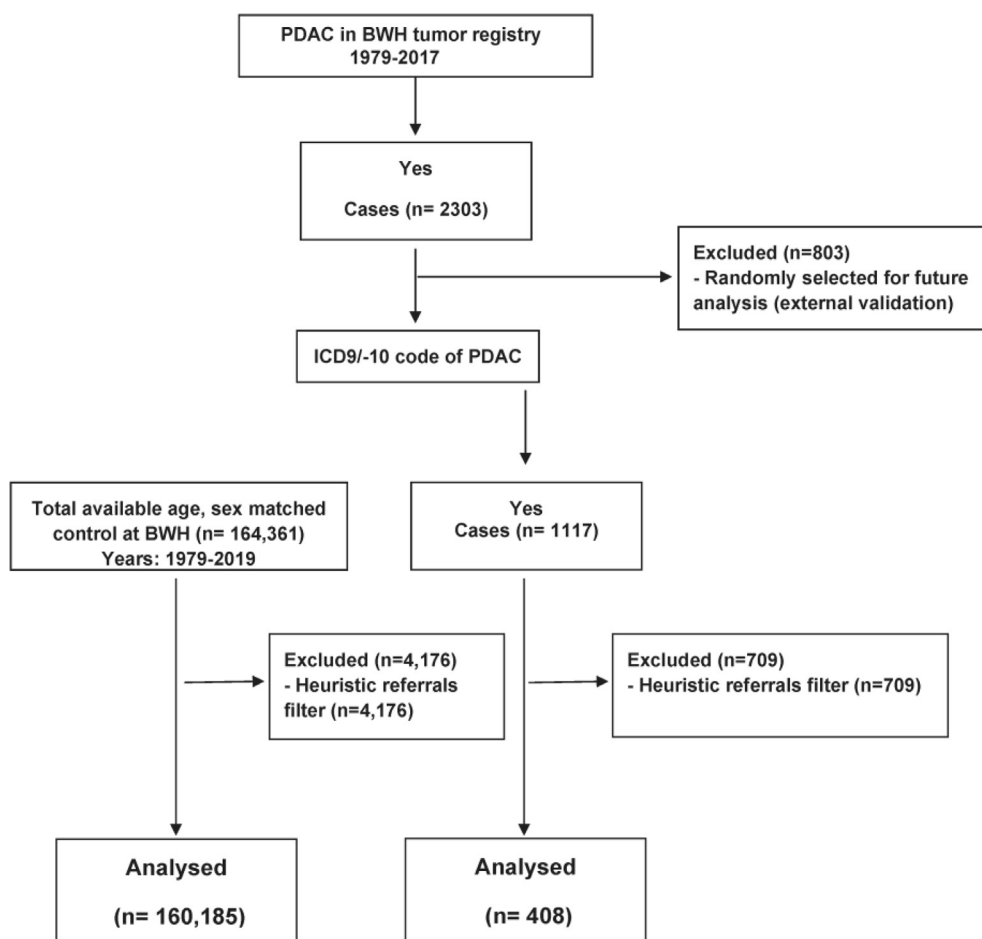 PDAC in BWH tumor registry
1979-2017
Yes
Cases (n= 2303)
Excluded (n=803)
- Randomly selected for future
analysis (external validation)
ICD9/-10 code of PDAC
Total available age, sex matched
control at BWH (n= 164,361)
Years: 1979-2019
Yes
Cases (n= 1117)
Excluded (n=4,176)
- Heuristic referrals
filter (n=4,176)
Excluded (n=709)
- Heuristic referrals filter (n=709)
Analysed
(n= 160,185)
Analysed
(n= 408)